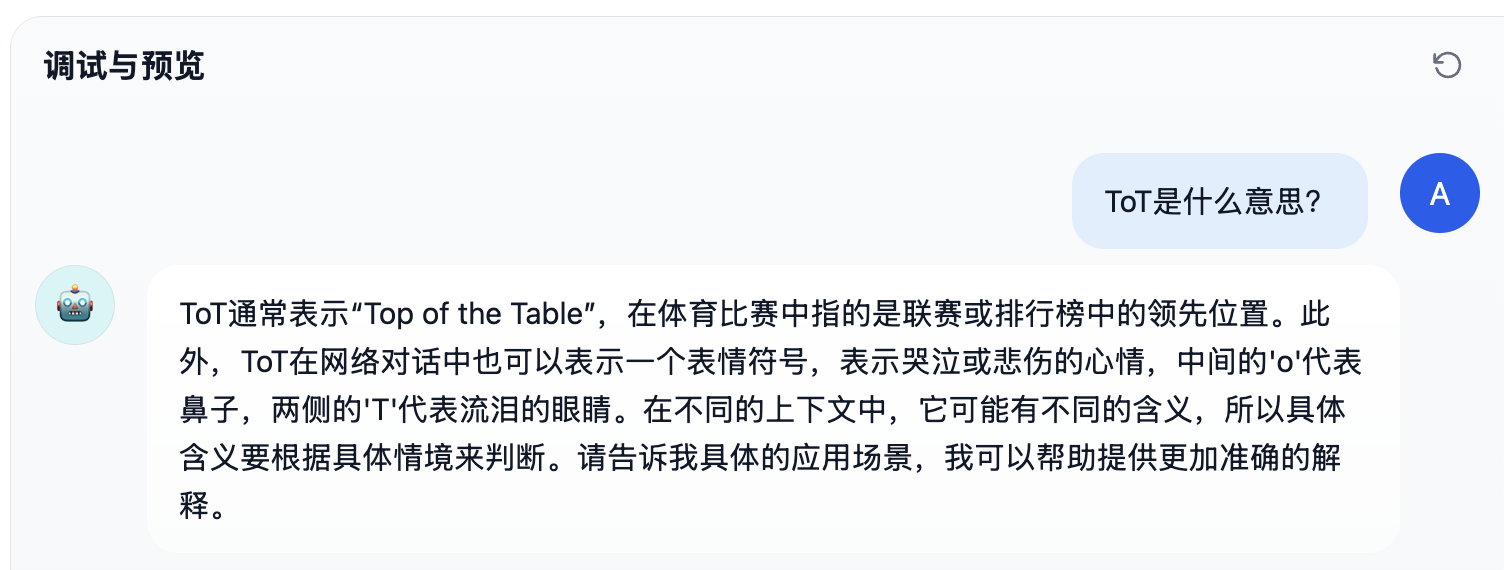 调试与预览
ToT是什么意思?
A
ToT通常表示“Top of the Table”，在体育比赛中指的是联赛或排行榜中的领先位置。此
外，ToT在网络对话中也可以表示一个表情符号，表示哭泣或悲伤的心情，中间的'o'代表
鼻子，两侧的'T'代表流泪的眼睛。在不同的上下文中，它可能有不同的含义，所以具体
含义要根据具体情境来判断。请告诉我具体的应用场景，我可以帮助提供更加准确的解
释。